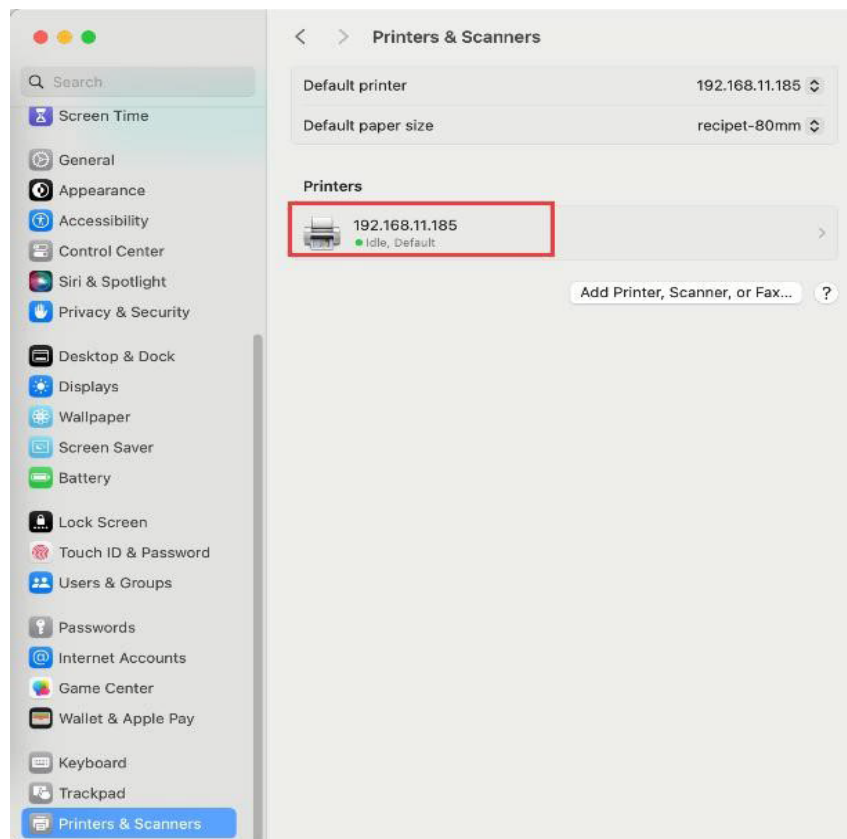 Search
Screen Time
General
Appearance
Accessibility
Control Center
Siri & Spotlight
Privacy & Security
Desktop & Dock
Displays
Wallpaper
Screen Saver
Battery
Lock Screen
Touch ID & Password
Users & Groups
Passwords
Internet Accounts
Game Center
Wallet & Apple Pay
Keyboard
Trackpad
Printers & Scanners
Printers & Scanners
Default printer 192.168.11.185
Default paper size recipet-80mm
Printers
192.168.11.185
Idle, Default
Add Printer, Scanner, or Fax... ?